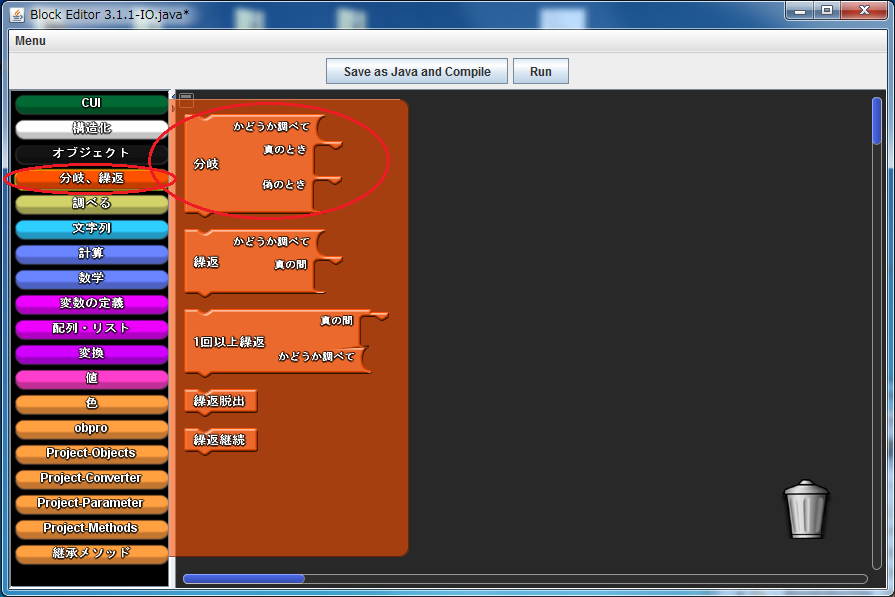 Block Editor 3.1.1-IO.java*
Menu
Save as Java and Compile
Run
CUI
構造化
オブジェクト
分岐、繰返
調べる
文字列
計算
数学
変数の定義
配列・リスト
変換
値
色
obpro
Project-Objects
Project-Converter
Project-Parameter
Project-Methods
継承メソッド
かどうか調べて
真のとき
分岐
偽のとき
かどうか調べて
繰返
真の間
真の間
1回以上繰返
かどうか調べて
繰返脱出
繰返継続